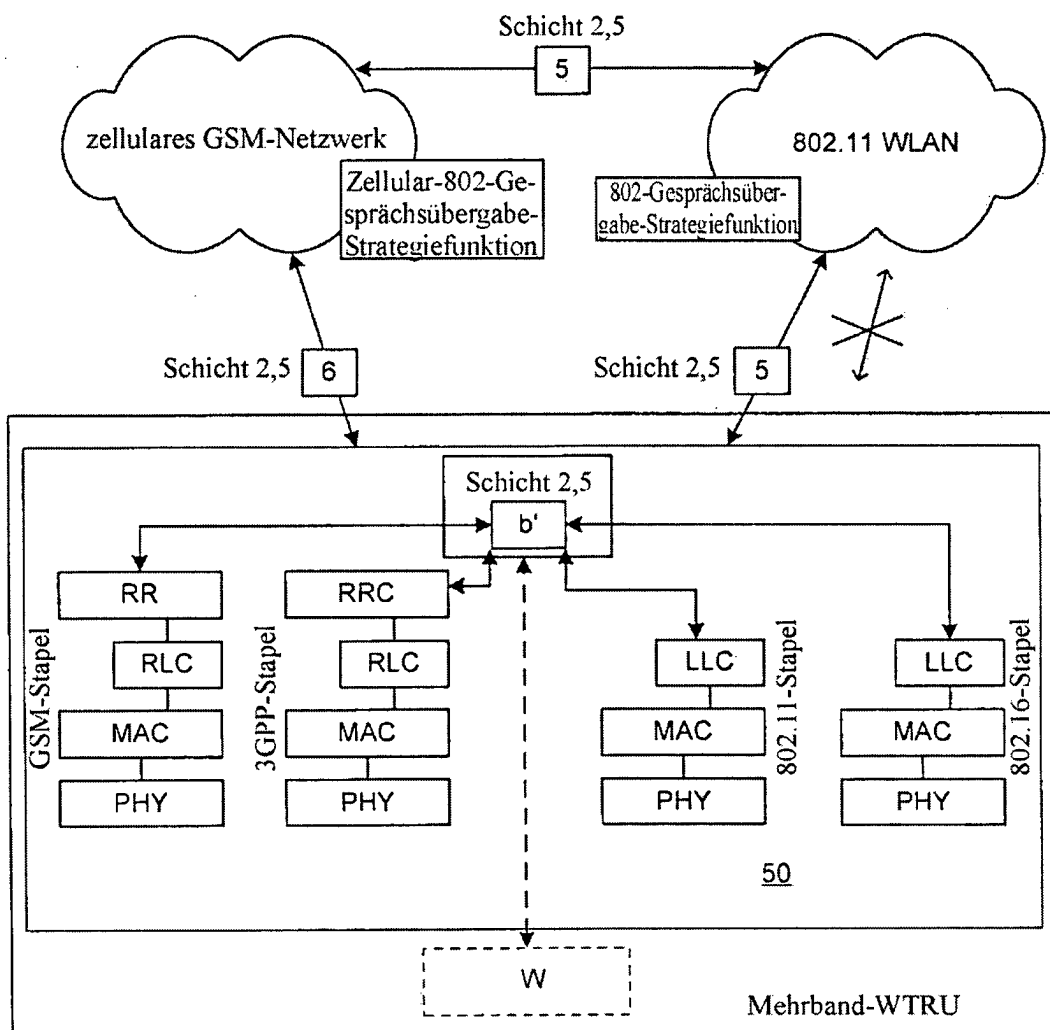 Schicht 2,5
5
zellulares GSM-Netzwerk
802.11 WLAN
Zellular-802-Ge-
sprächsübergabe-
Strategiefunktion
802-Gesprächsüber-
gabe-Strategiefunktion
Schicht 2,5
6
Schicht 2,5
5
Schicht 2,5
b'
GSM-Stapel
RR
RLC
MAC
PHY
3GPP-Stapel
RRC
RLC
MAC
PHY
LLC
MAC
PHY
802.11-Stapel
LLC
MAC
PHY
802.16-Stapel
50
W
Mehrband-WTRU